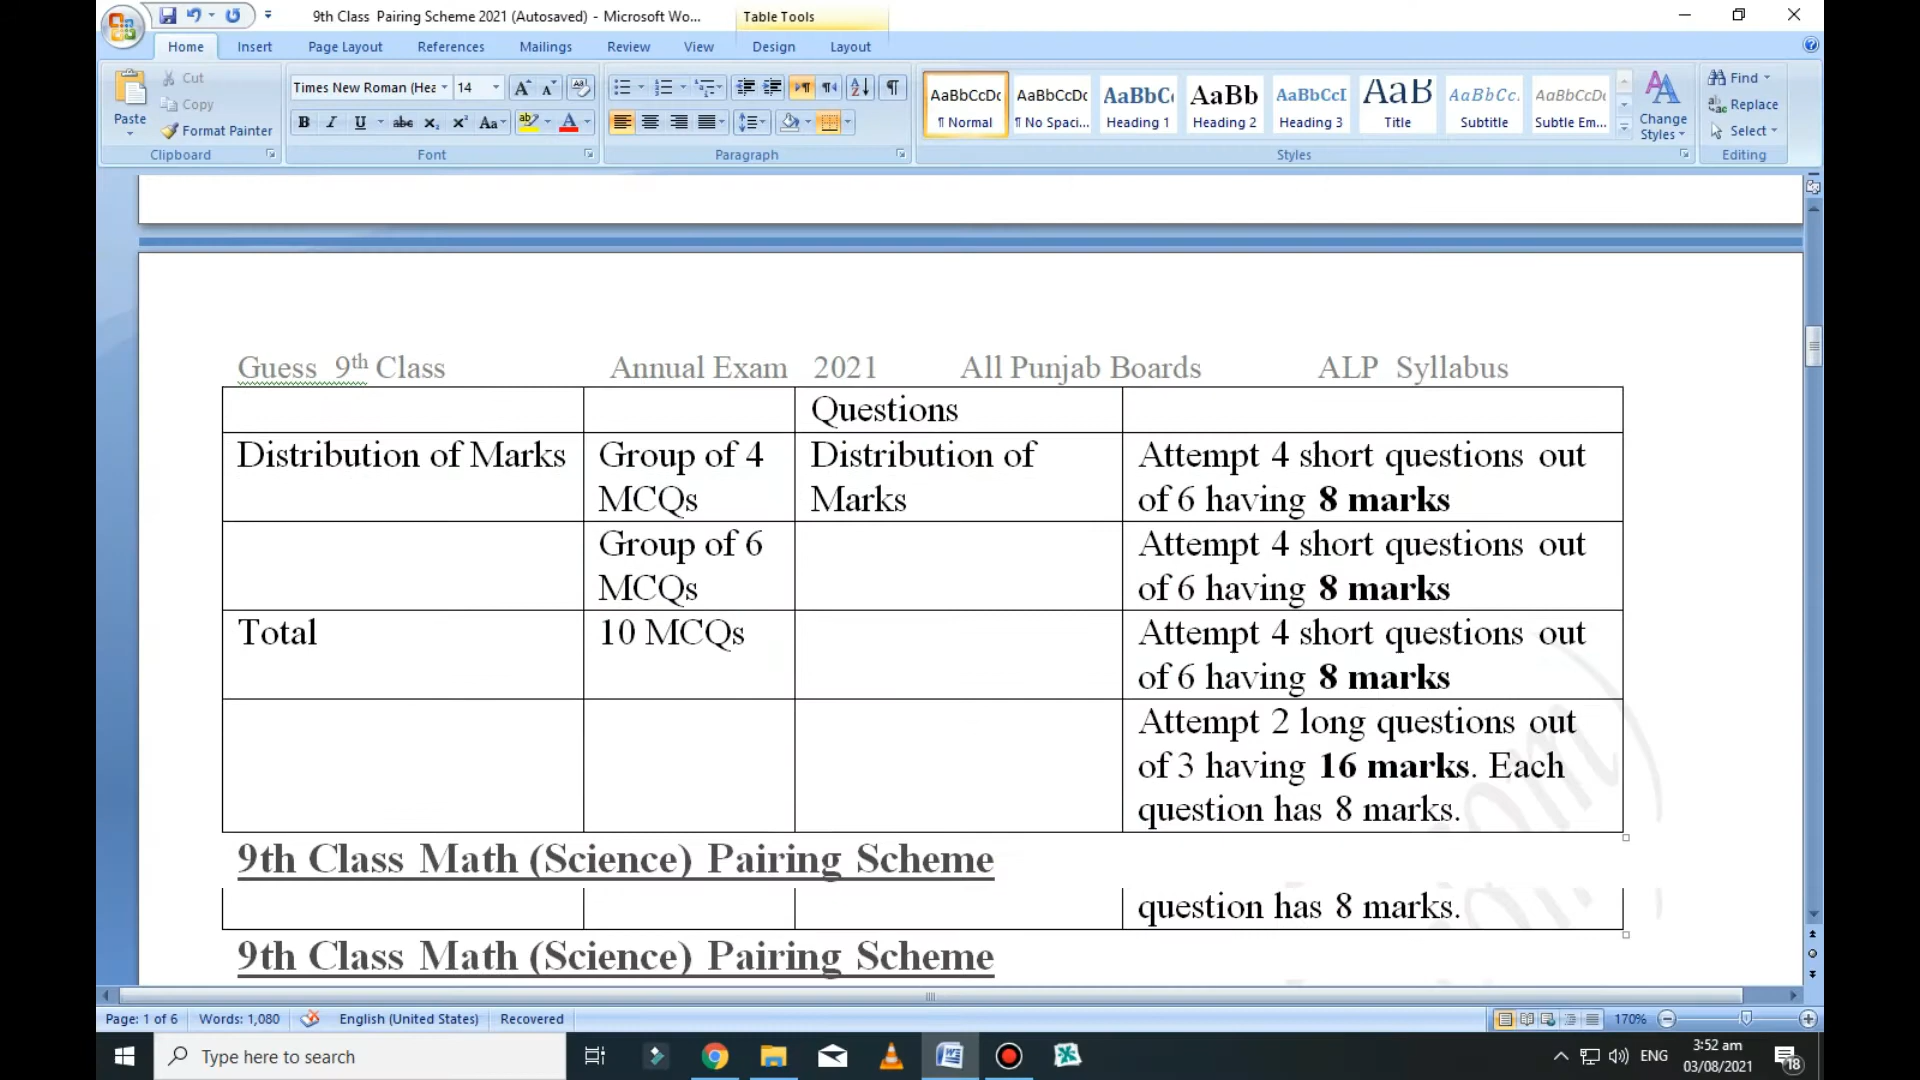 9th Class Pairing Scheme 2021 (Autosaved) - Microsoft Wo...
Table Tools
Home Insert Page Layout References Mailings Review View Design Layout
Paste
Cut
Copy
Format Painter
Clipboard
Times New Roman (Hea 14
Font
Paragraph
AaBbCcDc AaBbCcDc AaBbC AaBb AaBbCcI AaB AaBbCc. AaBbCcDc
¶ Normal ¶ No Spaci... Heading 1 Heading 2 Heading 3 Title Subtitle Subtle Em...
Change
Styles
Styles
Find
Replace
Select
Editing
Guess 9th Class Annual Exam 2021 All Punjab Boards ALP Syllabus
Questions
Distribution of Marks Group of 4 Distribution of Attempt 4 short questions out
MCQs Marks of 6 having 8 marks
Group of 6 Attempt 4 short questions out
MCQs of 6 having 8 marks
Total 10 MCQs Attempt 4 short questions out
of 6 having 8 marks
Attempt 2 long questions out
of 3 having 16 marks. Each
question has 8 marks.
9th Class Math (Science) Pairing Scheme
question has 8 marks.
9th Class Math (Science) Pairing Scheme
Page: 1 of 6 Words: 1,080 English (United States) Recovered 170%
Type here to search
ENG
3:52 am
03/08/2021
18